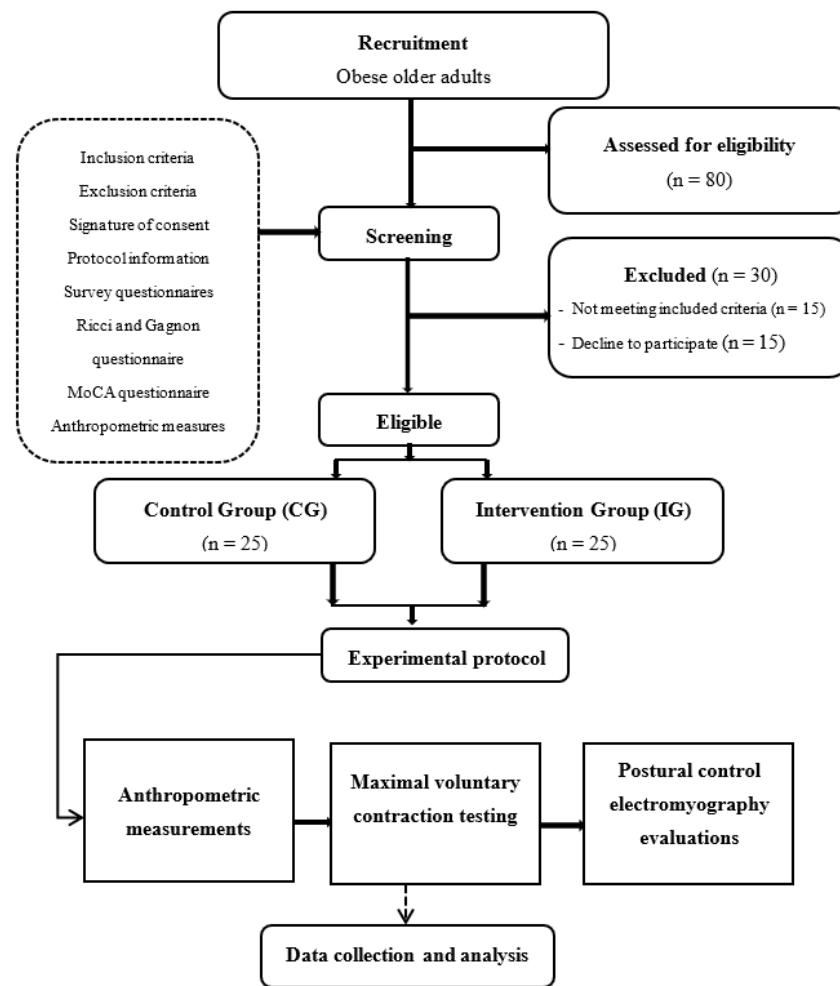 Recruitment
Obese older adults
Assessed for eligibility
(n = 80)
Inclusion criteria
Exclusion criteria
Signature of consent
Protocol information
Survey questionnaires
Ricci and Gagnon
questionnaire
MoCA questionnaire
Anthropometric measures
Screening
Excluded (n = 30)
- Not meeting included criteria (n = 15)
- Decline to participate (n = 15)
Eligible
Control Group (CG)
(n = 25)
Intervention Group (IG)
(n = 25)
Experimental protocol
Anthropometric
measurements
Maximal voluntary
contraction testing
Postural control
electromyography
evaluations
Data collection and analysis